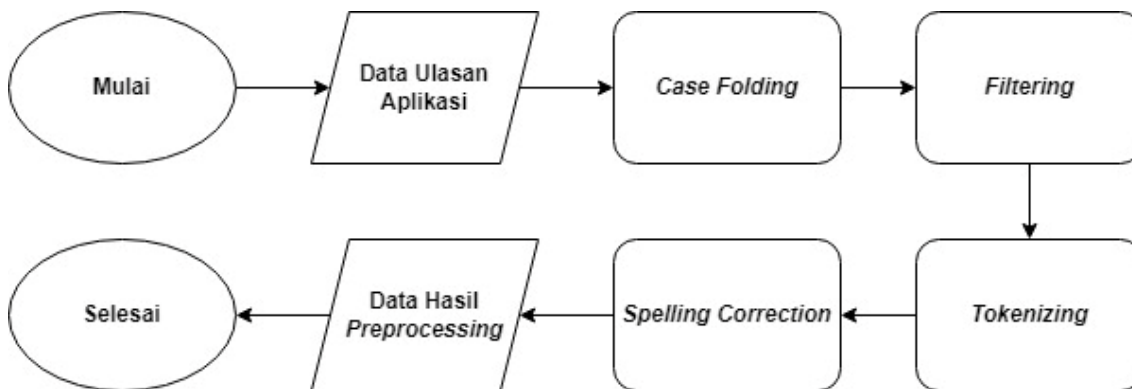 Mulai
Data Ulasan
Aplikasi
Case Folding
Filtering
Tokenizing
Spelling Correction
Data Hasil
Preprocessing
Selesai